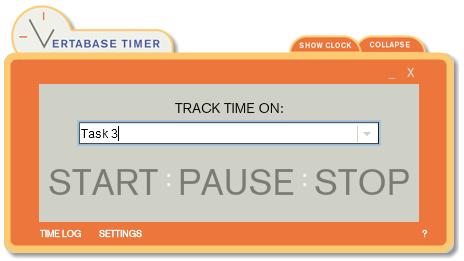 VERTABASE TIMER
SHOW CLOCK
COLLAPSE
_ X
TRACK TIME ON:
Task 3
START : PAUSE : STOP
TIME LOG SETTINGS ?